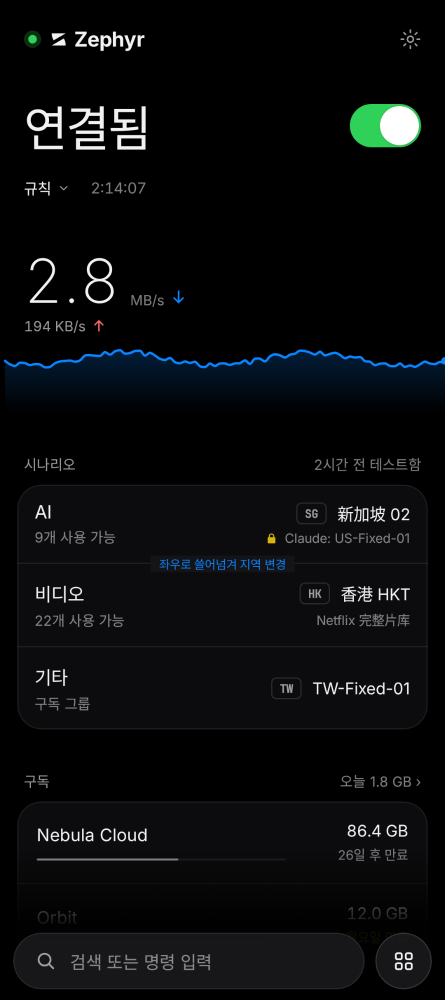 Zephyr
연결됨
규칙 2:14:07
2.8 MB/s ↓
194 KB/s ↑
시나리오 2시간 전 테스트함
AI SG 新加坡 02
9개 사용 가능 Claude: US-Fixed-01
좌우로 쓸어넘겨 지역 변경
비디오 HK 香港 HKT
22개 사용 가능 Netflix 完整片库
기타 TW TW-Fixed-01
구독 그룹
구독 오늘 1.8 GB ›
Nebula Cloud 86.4 GB
26일 후 만료
Orbit 12.0 GB
검색 또는 명령 입력